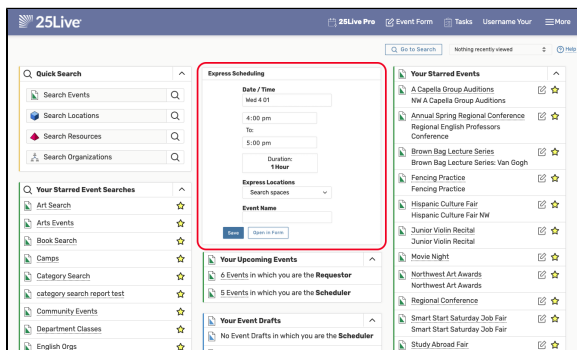 25Live
25Live Pro
Event Form
Tasks
Username Your
More
Go to Search
Nothing recently viewed
Help
Quick Search
Search Events
Search Locations
Search Resources
Search Organizations
Your Starred Event Searches
Art Search
Arts Events
Book Search
Camps
Category Search
category search report test
Community Events
Department Classes
English Orgs
Express Scheduling
Date / Time
Wed 4 01
4:00 pm
To:
5:00 pm
Duration:
1 Hour
Express Locations
Search spaces
Event Name
Save
Open in Form
Your Upcoming Events
6 Events in which you are the Requestor
5 Events in which you are the Scheduler
Your Event Drafts
No Event Drafts in which you are the Scheduler
Your Starred Events
A Capella Group Auditions
NW A Capella Group Auditions
Annual Spring Regional Conference
Regional English Professors
Conference
Brown Bag Lecture Series
Brown Bag Lecture Series: Van Gogh
Fencing Practice
Fencing Practice
Hispanic Culture Fair
Hispanic Culture Fair NW
Junior Violin Recital
Junior Violin Recital
Movie Night
Northwest Art Awards
Northwest Art Awards
Regional Conference
Smart Start Saturday Job Fair
Smart Start Saturday Job Fair
Study Abroad Fair